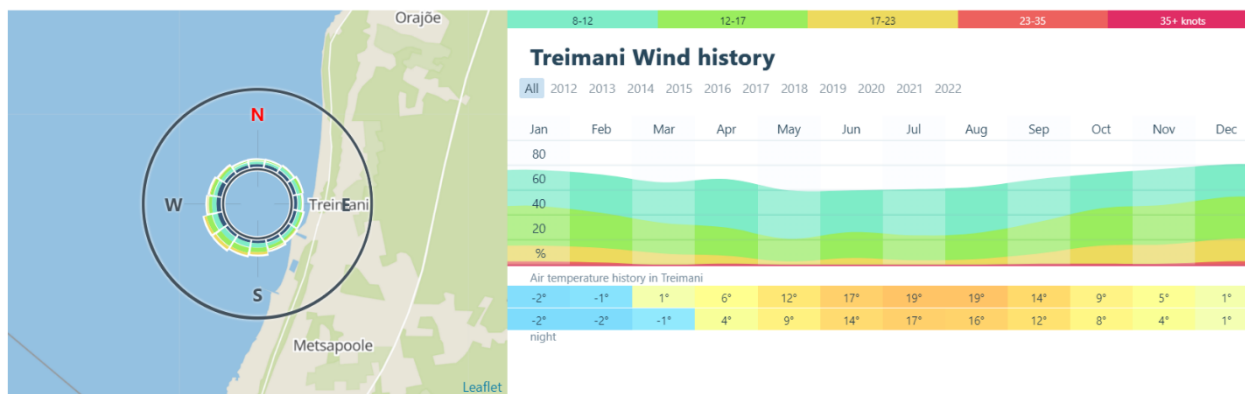 Orajõe
N
W
Treimani
E
S
Metsapoole
Leaflet
8-12 12-17 17-23 23-35 35+ knots
Treimani Wind history
All 2012 2013 2014 2015 2016 2017 2018 2019 2020 2021 2022
Jan Feb Mar Apr May Jun Jul Aug Sep Oct Nov Dec
80
60
40
20
%
Air temperature history in Treimani
-2° -1° 1° 6° 12° 17° 19° 19° 14° 9° 5° 1°
-2° -2° -1° 4° 9° 14° 17° 16° 12° 8° 4° 1°
night